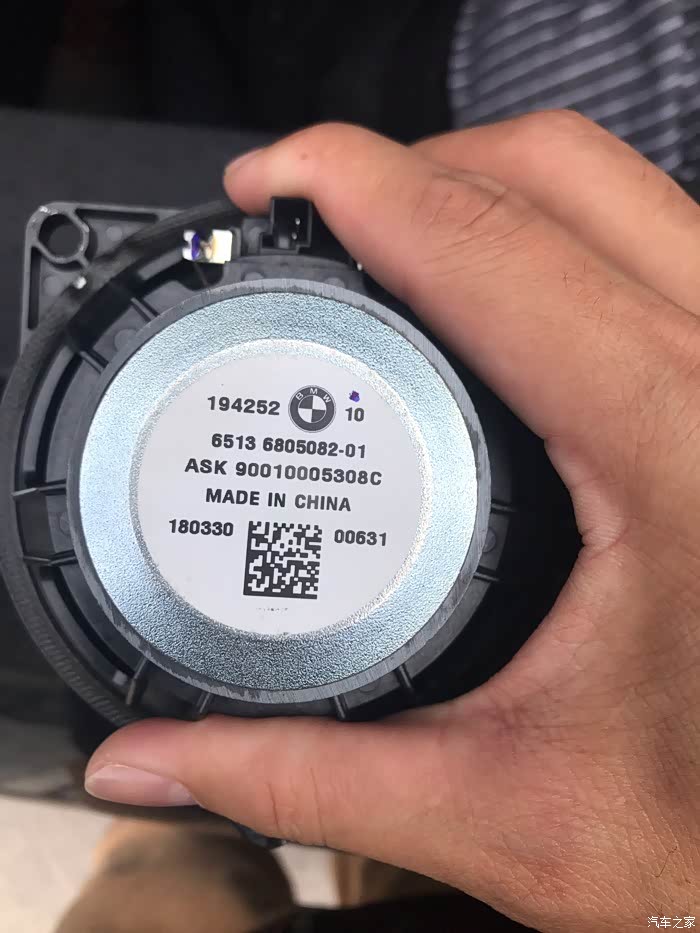 194252 BMW 10
6513 6805082-01
ASK 90010005308C
MADE IN CHINA
180330 00631
汽车之家